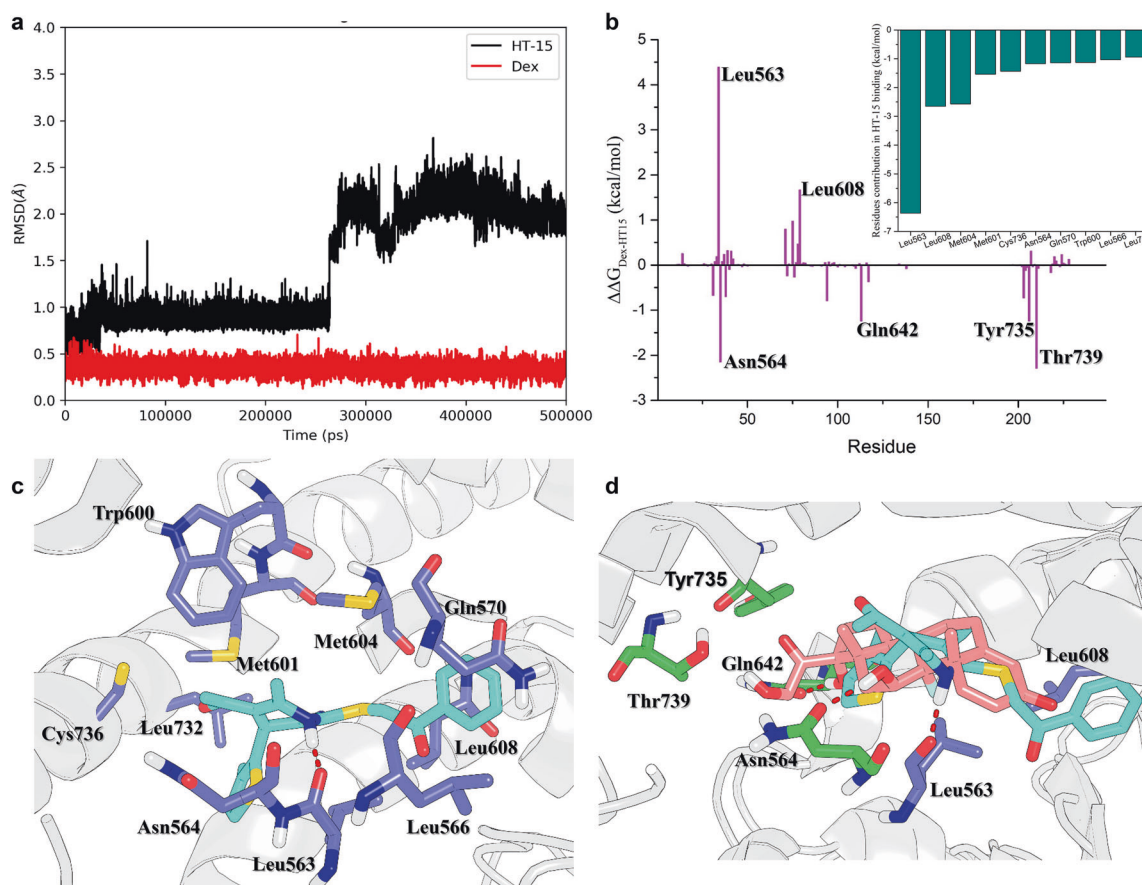 a
4.0
3.5
3.0
2.5
2.0
1.5
1.0
0.5
0.0
RMSD(Å)
HT-15
Dex
0
100000
200000
300000
400000
500000
Time (ps)
b
5
4
3
2
1
0
-1
-2
-3
ΔΔG Dex-HT15 (kcal/mol)
Leu563
Leu608
Asn564
Gln642
Tyr735
Thr739
50
100
150
200
Residue
0
-1
-2
-3
-4
-5
-6
-7
Residues contribution in HT-15 binding (kcal/mol)
Leu563
Leu608
Met604
Met601
Cys736
Asn564
Gln570
Trp600
Leu566
c
Trp600
Gln570
Met604
Met601
Cys736
Leu732
Leu608
Asn564
Leu566
Leu563
d
Tyr735
Gln642
Leu608
Thr739
Asn564
Leu563